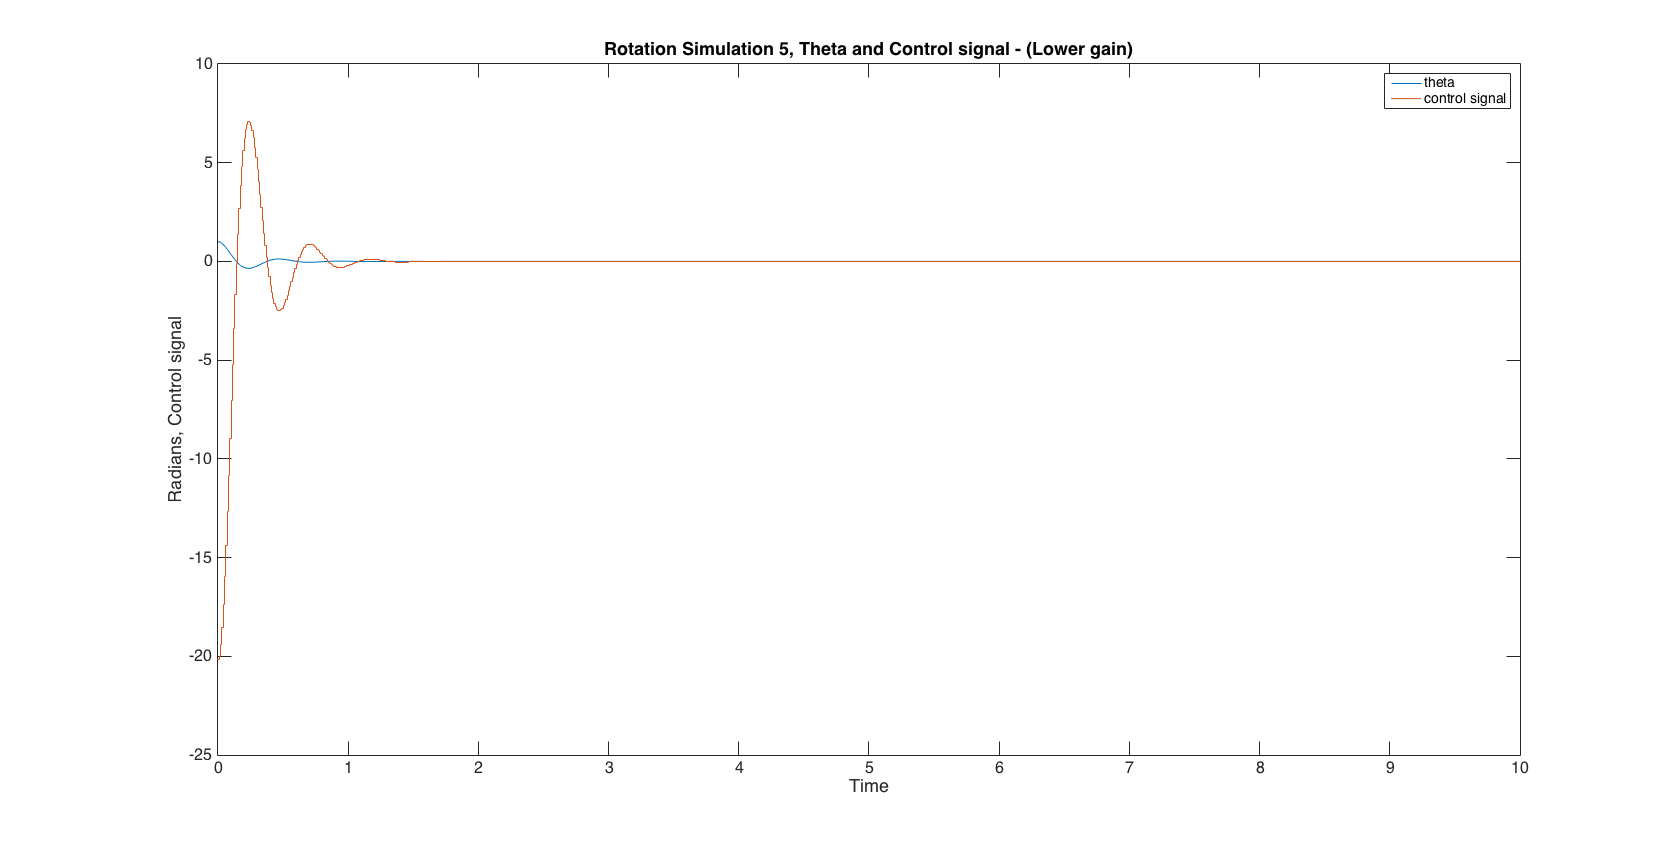 Rotation Simulation 5, Theta and Control signal - (Lower gain)
theta
control signal
10
5
0
-5
-10
-15
-20
-25
Radians, Control signal
0 1 2 3 4 5 6 7 8 9 10
Time